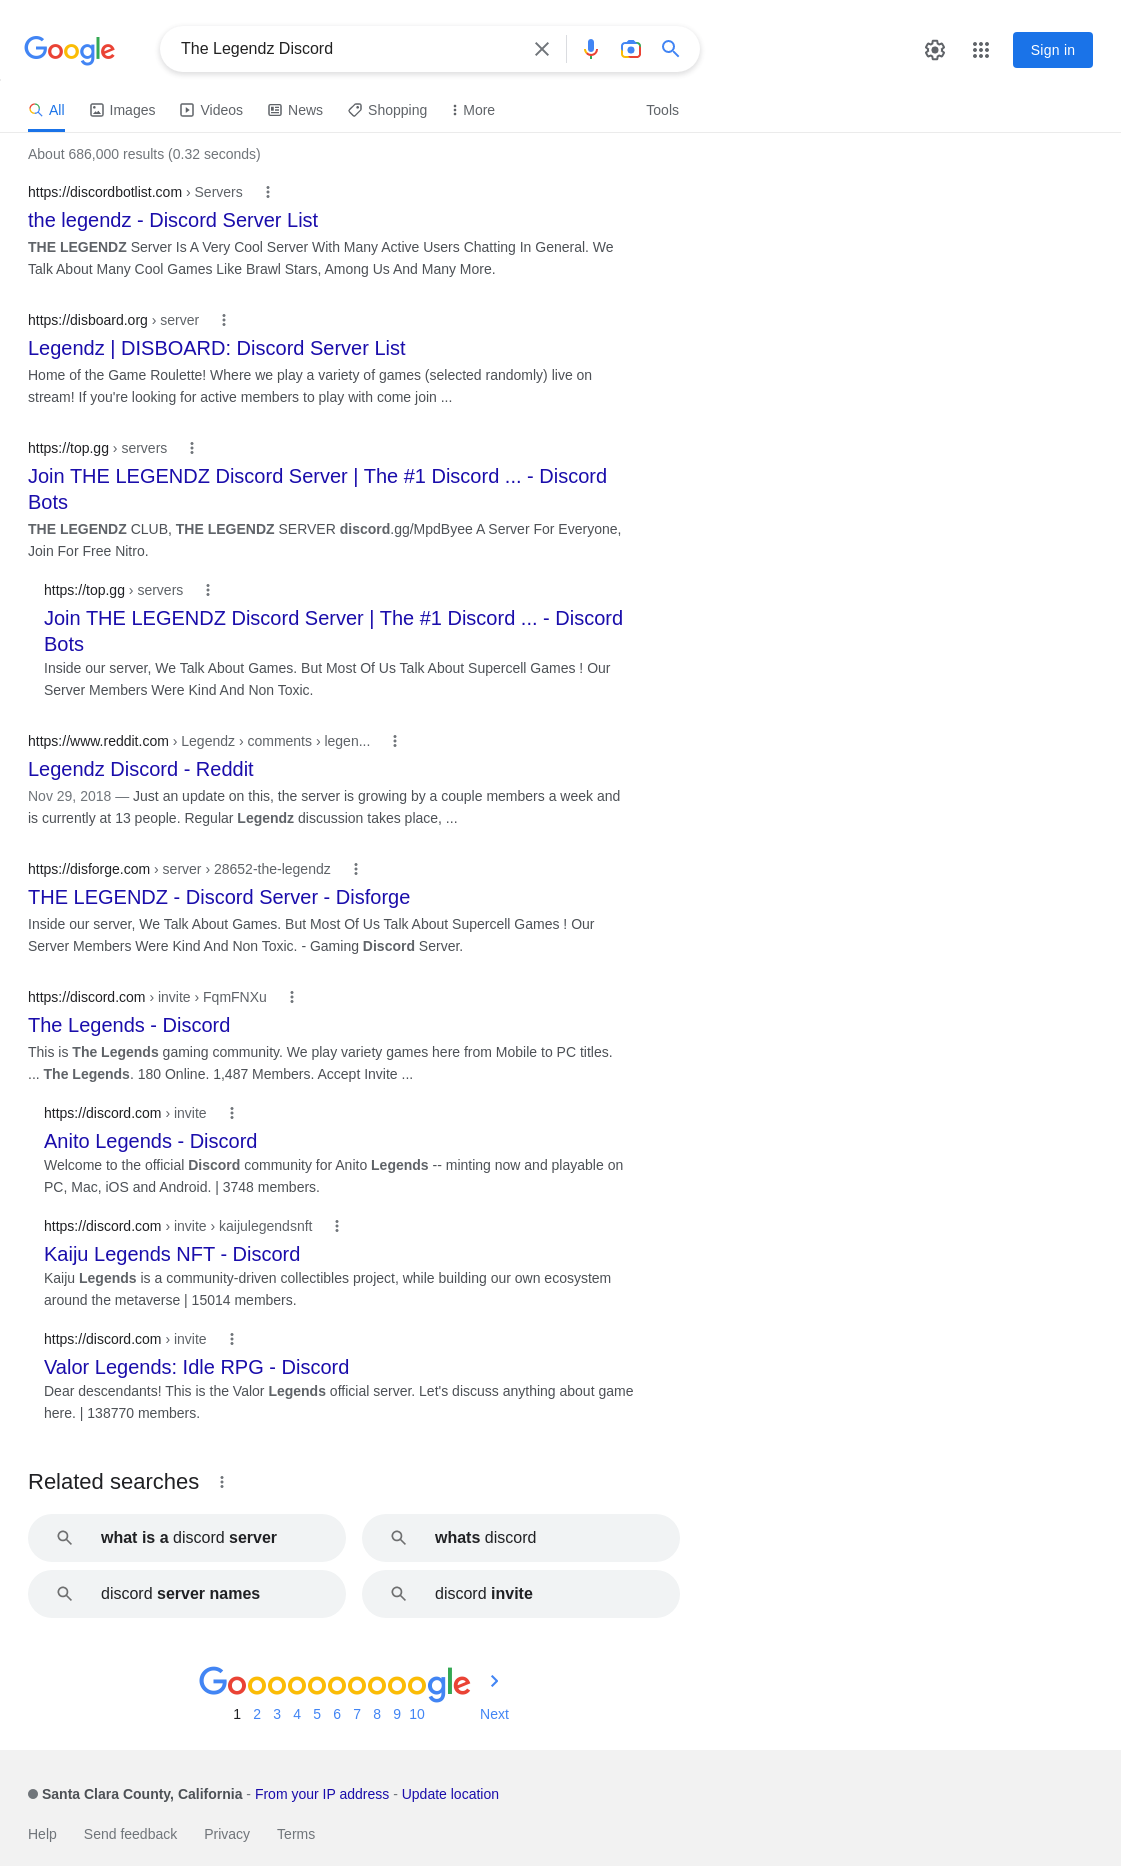 Google
The Legendz Discord
Sign in
All
Images
Videos
News
Shopping
More
Tools
About 686,000 results (0.32 seconds)
https://discordbotlist.com › Servers
the legendz - Discord Server List
THE LEGENDZ Server Is A Very Cool Server With Many Active Users Chatting In General. We
Talk About Many Cool Games Like Brawl Stars, Among Us And Many More.
https://disboard.org › server
Legendz | DISBOARD: Discord Server List
Home of the Game Roulette! Where we play a variety of games (selected randomly) live on
stream! If you're looking for active members to play with come join ...
https://top.gg › servers
Join THE LEGENDZ Discord Server | The #1 Discord ... - Discord
Bots
THE LEGENDZ CLUB, THE LEGENDZ SERVER discord.gg/MpdByee A Server For Everyone,
Join For Free Nitro.
https://top.gg › servers
Join THE LEGENDZ Discord Server | The #1 Discord ... - Discord
Bots
Inside our server, We Talk About Games. But Most Of Us Talk About Supercell Games ! Our
Server Members Were Kind And Non Toxic.
https://www.reddit.com › Legendz › comments › legen...
Legendz Discord - Reddit
Nov 29, 2018 — Just an update on this, the server is growing by a couple members a week and
is currently at 13 people. Regular Legendz discussion takes place, ...
https://disforge.com › server › 28652-the-legendz
THE LEGENDZ - Discord Server - Disforge
Inside our server, We Talk About Games. But Most Of Us Talk About Supercell Games ! Our
Server Members Were Kind And Non Toxic. - Gaming Discord Server.
https://discord.com › invite › FqmFNXu
The Legends - Discord
This is The Legends gaming community. We play variety games here from Mobile to PC titles.
... The Legends. 180 Online. 1,487 Members. Accept Invite ...
https://discord.com › invite
Anito Legends - Discord
Welcome to the official Discord community for Anito Legends -- minting now and playable on
PC, Mac, iOS and Android. | 3748 members.
https://discord.com › invite › kaijulegendsnft
Kaiju Legends NFT - Discord
Kaiju Legends is a community-driven collectibles project, while building our own ecosystem
around the metaverse | 15014 members.
https://discord.com › invite
Valor Legends: Idle RPG - Discord
Dear descendants! This is the Valor Legends official server. Let's discuss anything about game
here. | 138770 members.
Related searches
what is a discord server
whats discord
discord server names
discord invite
Goooooooooogle
1 2 3 4 5 6 7 8 9 10 Next
Santa Clara County, California - From your IP address - Update location
Help Send feedback Privacy Terms